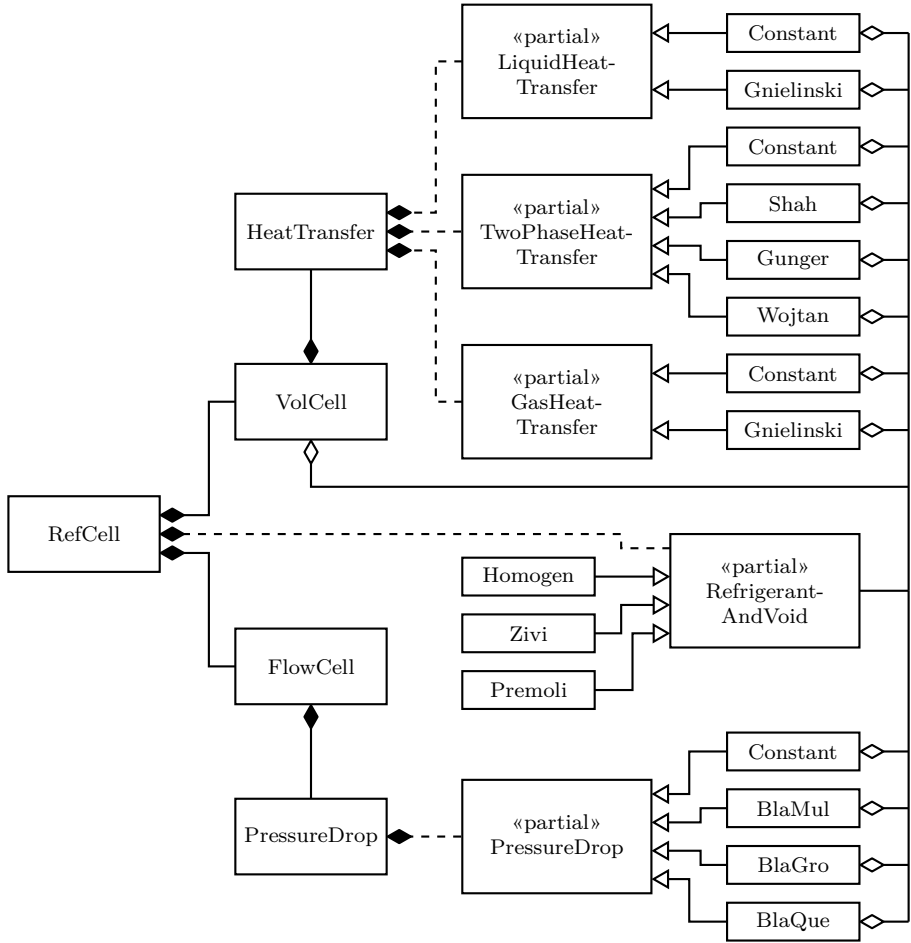 «partial»
LiquidHeat-
Transfer
Constant
Gnielinski
HeatTransfer
«partial»
TwoPhaseHeat-
Transfer
Constant
Shah
Gunger
Wojtan
VolCell
«partial»
GasHeat-
Transfer
Constant
Gnielinski
RefCell
Homogen
Zivi
Premoli
«partial»
Refrigerant-
AndVoid
FlowCell
PressureDrop
«partial»
PressureDrop
Constant
BlaMul
BlaGro
BlaQue